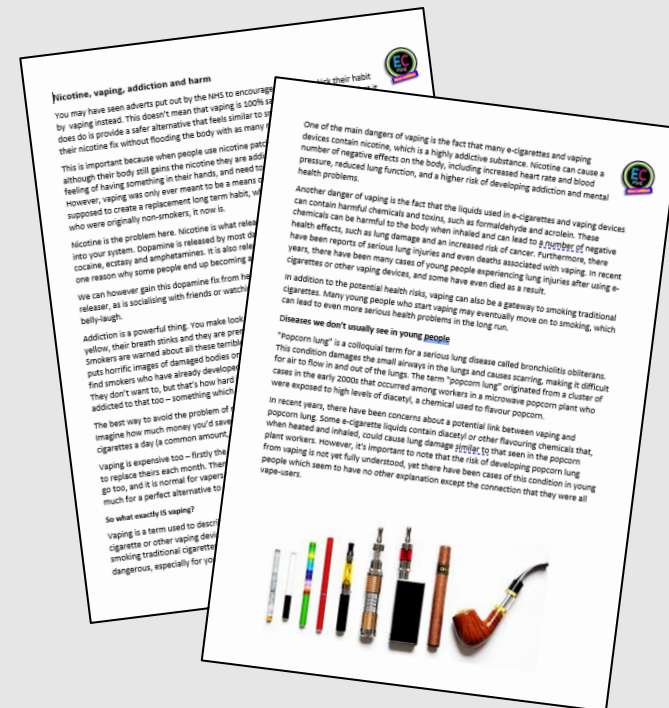 Nicotine, vaping, addiction and harm
You may have seen adverts put out by the NHS to encourage kick their habit
by vaping instead. This doesn't mean that vaping is 100% sa
does do is provide a safer alternative that feels similar to s
their nicotine fix without flooding the body with as many
This is important because when people use nicotine patc
although their body still gains the nicotine they are addi
feeling of having something in their hands, and need to
However, vaping was only ever meant to be a means o
supposed to create a replacement long term habit, w
who were originally non-smokers, it now is.
Nicotine is the problem here. Nicotine is what relea
into your system. Dopamine is released by most da
cocaine, ecstasy and amphetamines. It is also rele
one reason why some people end up becoming a
We can however gain this dopamine fix from he
releaser, as is socialising with friends or watchi
belly-laugh.
Addiction is a powerful thing. You make look
yellow, their breath stinks and they are pre
Smokers are warned about all these terrible
puts horrific images of damaged bodies on
find smokers who have already develope
They don't want to, but that's how hard
addicted to that too – something which
The best way to avoid the problem of
Imagine how much money you'd save
cigarettes a day (a common amount,
Vaping is expensive too – firstly the
to replace theirs each month. Then
go too, and it is normal for vapers
much for a perfect alternative to
So what exactly IS vaping?
Vaping is a term used to descri
cigarette or other vaping devi
smoking traditional cigarette
dangerous, especially for yo
EC
EC
One of the main dangers of vaping is the fact that many e-cigarettes and vaping
devices contain nicotine, which is a highly addictive substance. Nicotine can cause a
number of negative effects on the body, including increased heart rate and blood
pressure, reduced lung function, and a higher risk of developing addiction and mental
health problems.
Another danger of vaping is the fact that the liquids used in e-cigarettes and vaping devices
can contain harmful chemicals and toxins, such as formaldehyde and acrolein. These
chemicals can be harmful to the body when inhaled and can lead to a number of negative
health effects, such as lung damage and an increased risk of cancer. Furthermore, there
have been reports of serious lung injuries and even deaths associated with vaping. In recent
years, there have been many cases of young people experiencing lung injuries after using e-
cigarettes or other vaping devices, and some have even died as a result.
In addition to the potential health risks, vaping can also be a gateway to smoking traditional
cigarettes. Many young people who start vaping may eventually move on to smoking, which
can lead to even more serious health problems in the long run.
Diseases we don't usually see in young people
"Popcorn lung" is a colloquial term for a serious lung disease called bronchiolitis obliterans.
This condition damages the small airways in the lungs and causes scarring, making it difficult
for air to flow in and out of the lungs. The term "popcorn lung" originated from a cluster of
cases in the early 2000s that occurred among workers in a microwave popcorn plant who
were exposed to high levels of diacetyl, a chemical used to flavour popcorn.
In recent years, there have been concerns about a potential link between vaping and
popcorn lung. Some e-cigarette liquids contain diacetyl or other flavouring chemicals that,
when heated and inhaled, could cause lung damage similar to that seen in the popcorn
plant workers. However, it's important to note that the risk of developing popcorn lung
from vaping is not yet fully understood, yet there have been cases of this condition in young
people which seem to have no other explanation except the connection that they were all
vape-users.